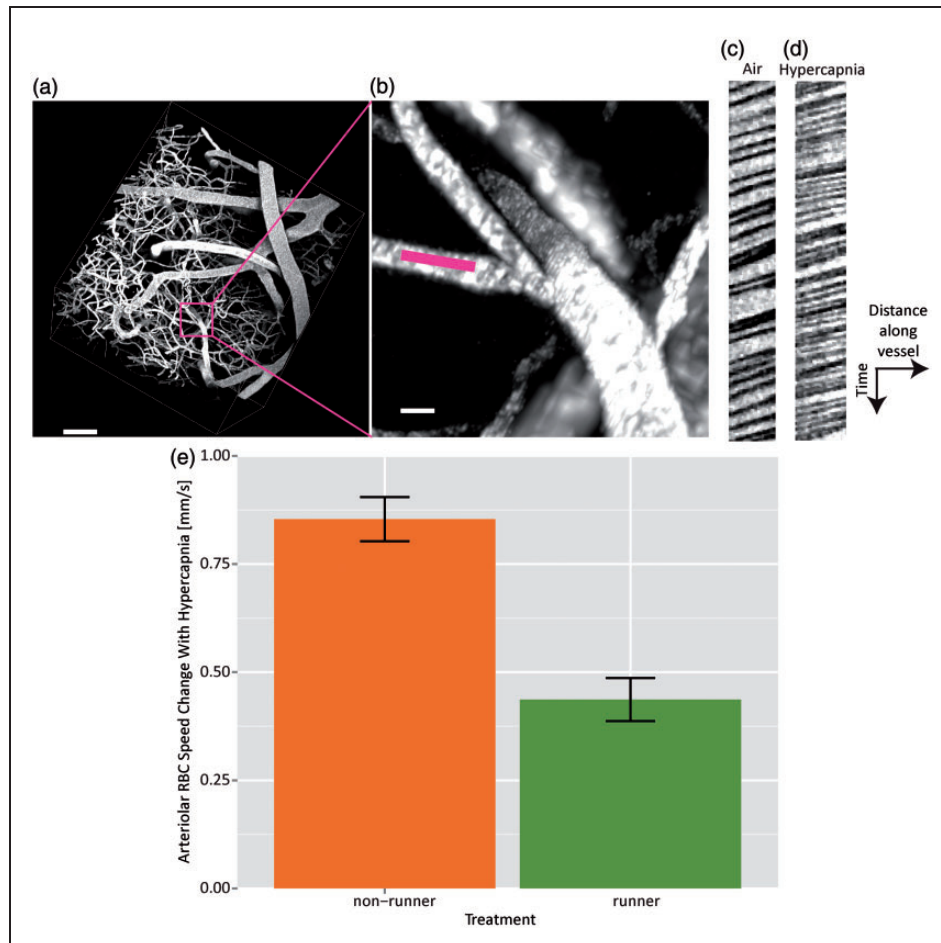 (a)
(b)
(c)
Air
(d)
Hypercapnia
Distance
along
vessel
Time
(e)
1.00
0.75
0.50
0.25
0.00
Arteriolar RBC Speed Change With Hypercapnia [mm/s]
non−runner
runner
Treatment